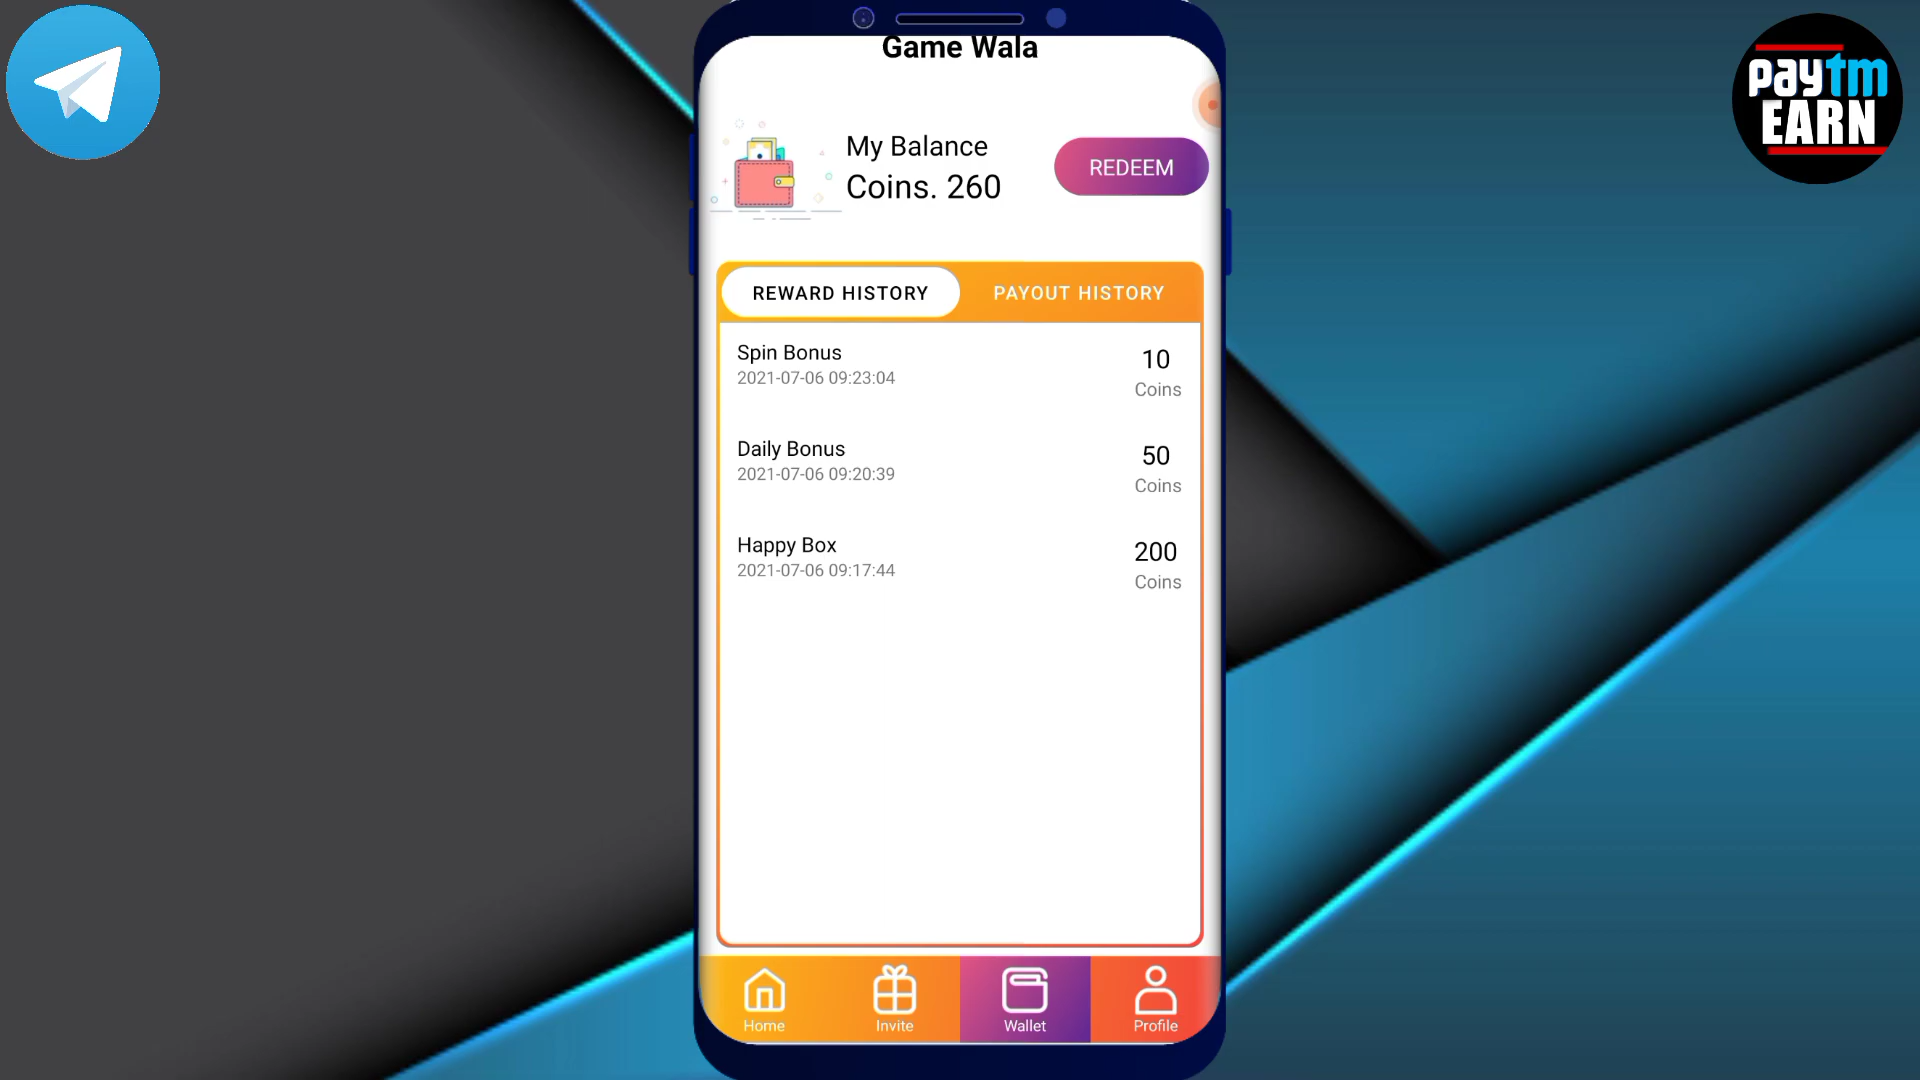 Game Wala
paytm
EARN
My Balance
Coins. 260
REDEEM
REWARD HISTORY
PAYOUT HISTORY
Spin Bonus
2021-07-06 09:23:04
10
Coins
Daily Bonus
2021-07-06 09:20:39
50
Coins
Happy Box
2021-07-06 09:17:44
200
Coins
Home
Invite
Wallet
Profile